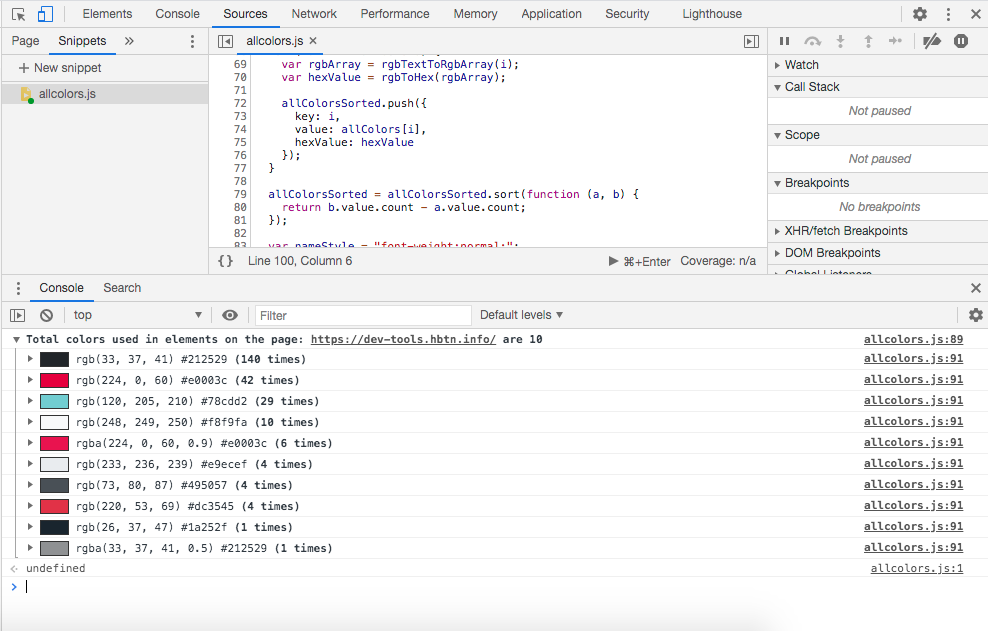 Elements Console Sources Network Performance Memory Application Security Lighthouse
Page Snippets »
+ New snippet
allcolors.js
allcolors.js ×
69 var rgbArray = rgbTextToRgbArray(i);
70 var hexValue = rgbToHex(rgbArray);
71
72 allColorsSorted.push({
73 key: i,
74 value: allColors[i],
75 hexValue: hexValue
76 });
77 }
78
79 allColorsSorted = allColorsSorted.sort(function (a, b) {
80 return b.value.count - a.value.count;
81 });
82
83 var nameStyle = "font-weight:normal;";
{} Line 100, Column 6 ⌘+Enter Coverage: n/a
Watch
Call Stack
Not paused
Scope
Not paused
Breakpoints
No breakpoints
XHR/fetch Breakpoints
DOM Breakpoints
Global Listeners
Console Search
top Filter Default levels
Total colors used in elements on the page: https://dev-tools.hbtn.info/ are 10 allcolors.js:89
rgb(33, 37, 41) #212529 (140 times) allcolors.js:91
rgb(224, 0, 60) #e0003c (42 times) allcolors.js:91
rgb(120, 205, 210) #78cdd2 (29 times) allcolors.js:91
rgb(248, 249, 250) #f8f9fa (10 times) allcolors.js:91
rgba(224, 0, 60, 0.9) #e0003c (6 times) allcolors.js:91
rgb(233, 236, 239) #e9ecef (4 times) allcolors.js:91
rgb(73, 80, 87) #495057 (4 times) allcolors.js:91
rgb(220, 53, 69) #dc3545 (4 times) allcolors.js:91
rgb(26, 37, 47) #1a252f (1 times) allcolors.js:91
rgba(33, 37, 41, 0.5) #212529 (1 times) allcolors.js:91
undefined allcolors.js:1